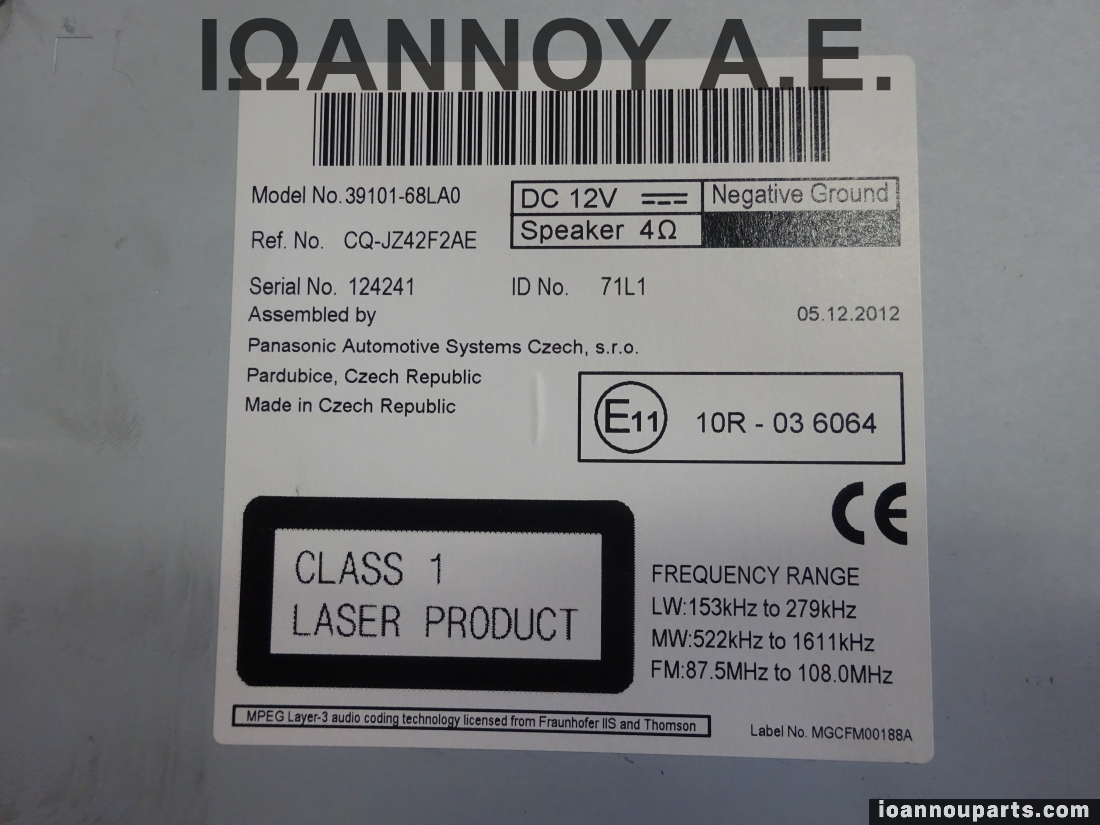 ΙΩΑΝΝΟΥ Α.Ε.
Model No. 39101-68LA0
Ref. No. CQ-JZ42F2AE
DC 12V ⎓ Negative Ground
Speaker 4Ω
Serial No. 124241 ID No. 71L1
Assembled by
05.12.2012
Panasonic Automotive Systems Czech, s.r.o.
Pardubice, Czech Republic
Made in Czech Republic
E11 10R - 03 6064
CE
CLASS 1
LASER PRODUCT
FREQUENCY RANGE
LW:153kHz to 279kHz
MW:522kHz to 1611kHz
FM:87.5MHz to 108.0MHz
MPEG Layer-3 audio coding technology licensed from Fraunhofer IIS and Thomson
Label No. MGCFM00188A
ioannouparts.com